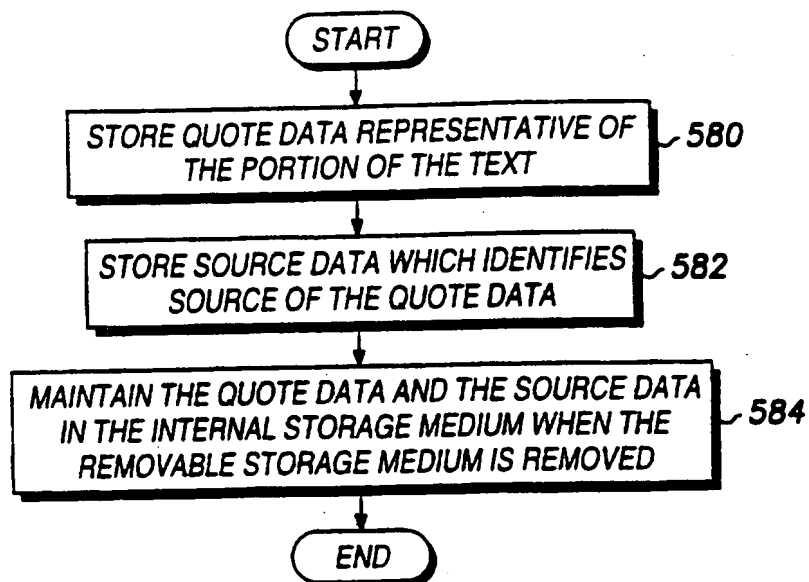 START
STORE QUOTE DATA REPRESENTATIVE OF
THE PORTION OF THE TEXT
580
STORE SOURCE DATA WHICH IDENTIFIES
SOURCE OF THE QUOTE DATA
582
MAINTAIN THE QUOTE DATA AND THE SOURCE DATA
IN THE INTERNAL STORAGE MEDIUM WHEN THE
REMOVABLE STORAGE MEDIUM IS REMOVED
584
END